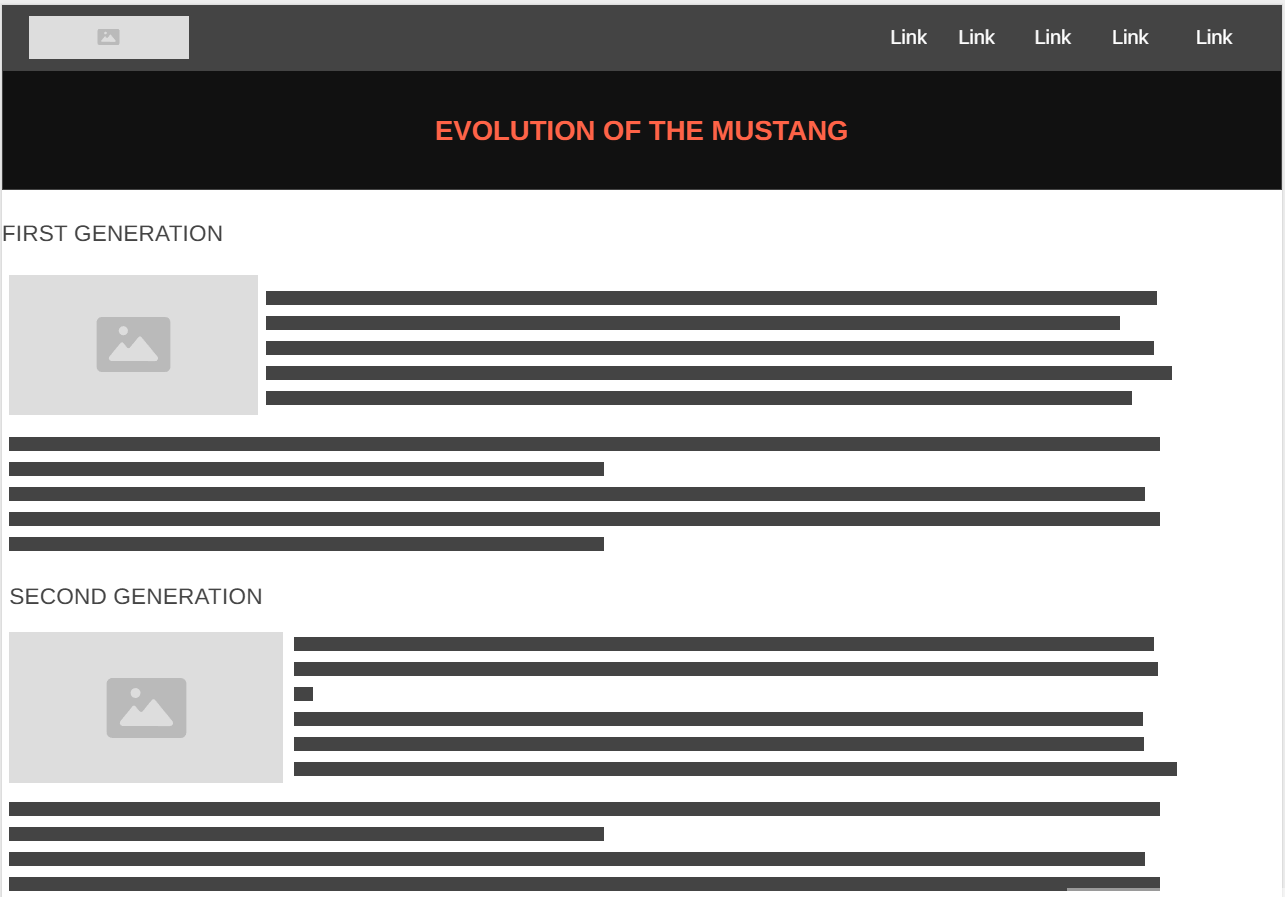 Link Link Link Link Link
EVOLUTION OF THE MUSTANG
FIRST GENERATION
SECOND GENERATION